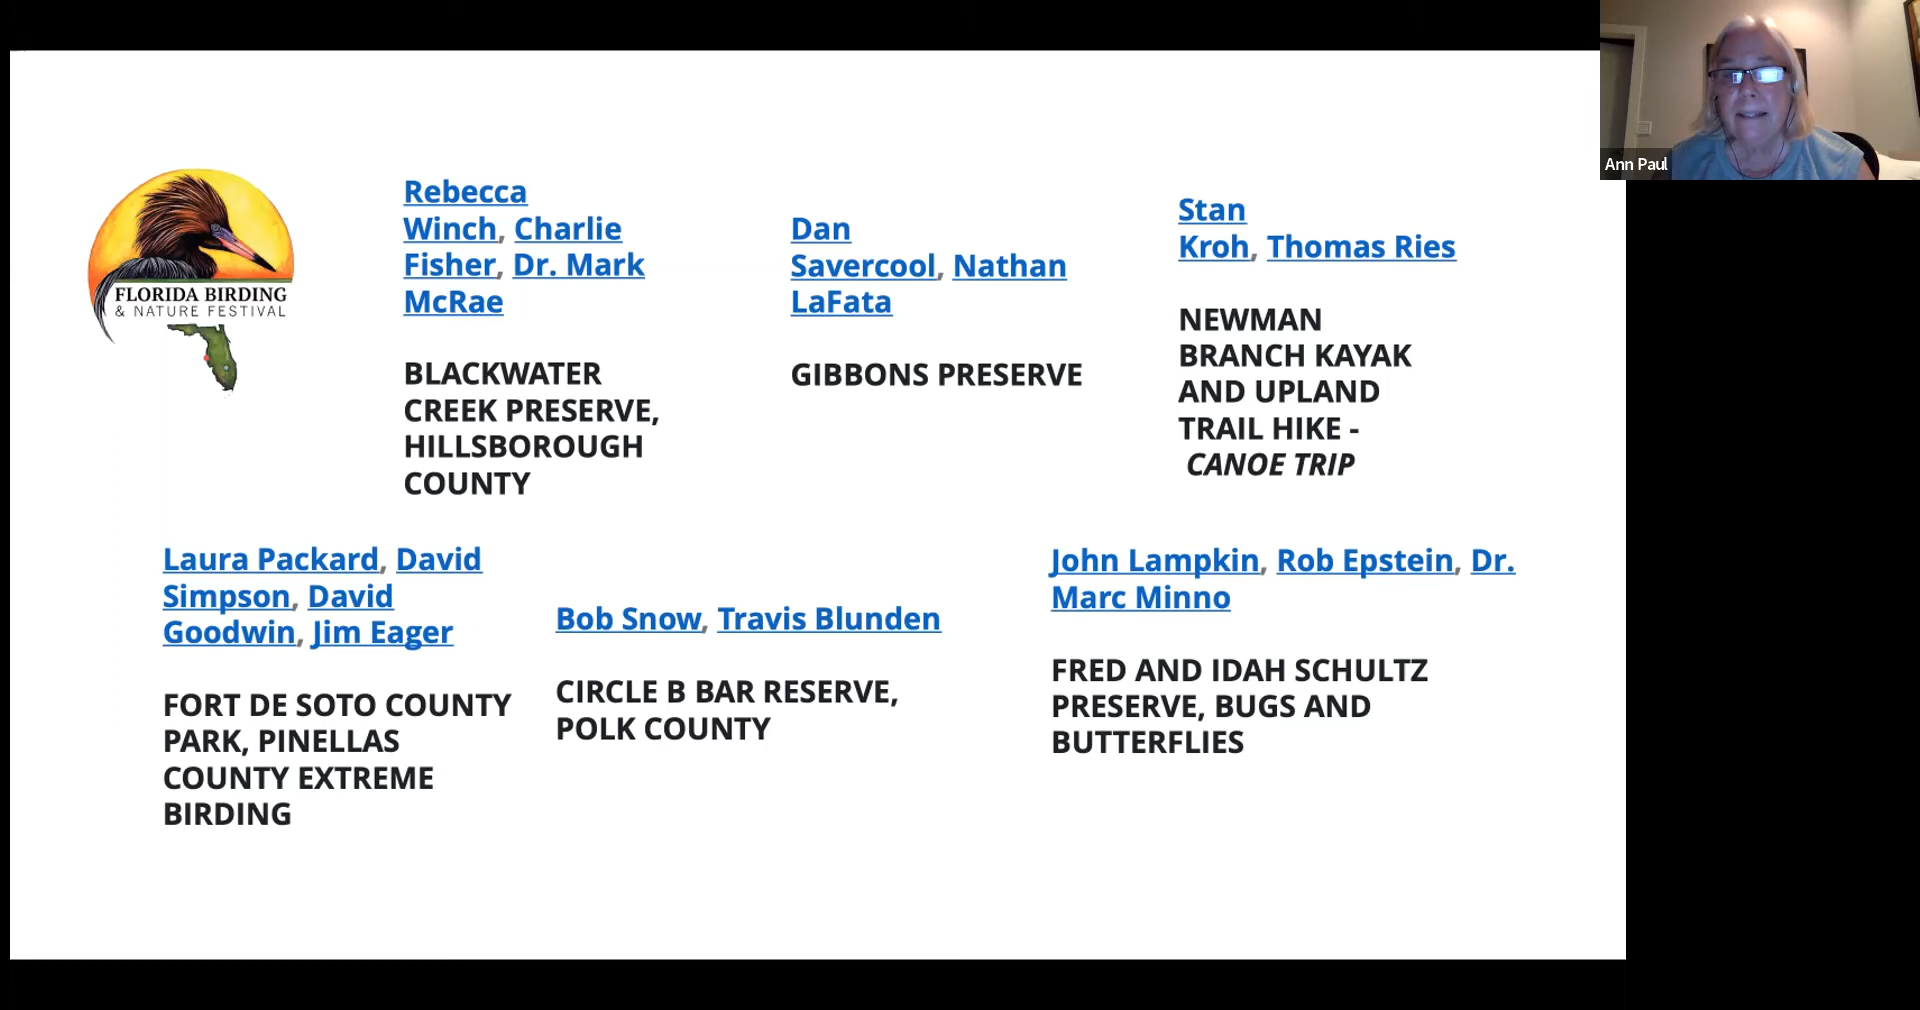 Ann Paul
FLORIDA BIRDING
& NATURE FESTIVAL
Rebecca
Winch, Charlie
Fisher, Dr. Mark
McRae
BLACKWATER
CREEK PRESERVE,
HILLSBOROUGH
COUNTY
Dan
Savercool, Nathan
LaFata
GIBBONS PRESERVE
Stan
Kroh, Thomas Ries
NEWMAN
BRANCH KAYAK
AND UPLAND
TRAIL HIKE -
CANOE TRIP
Laura Packard, David
Simpson, David
Goodwin, Jim Eager
FORT DE SOTO COUNTY
PARK, PINELLAS
COUNTY EXTREME
BIRDING
Bob Snow, Travis Blunden
CIRCLE B BAR RESERVE,
POLK COUNTY
John Lampkin, Rob Epstein, Dr.
Marc Minno
FRED AND IDAH SCHULTZ
PRESERVE, BUGS AND
BUTTERFLIES